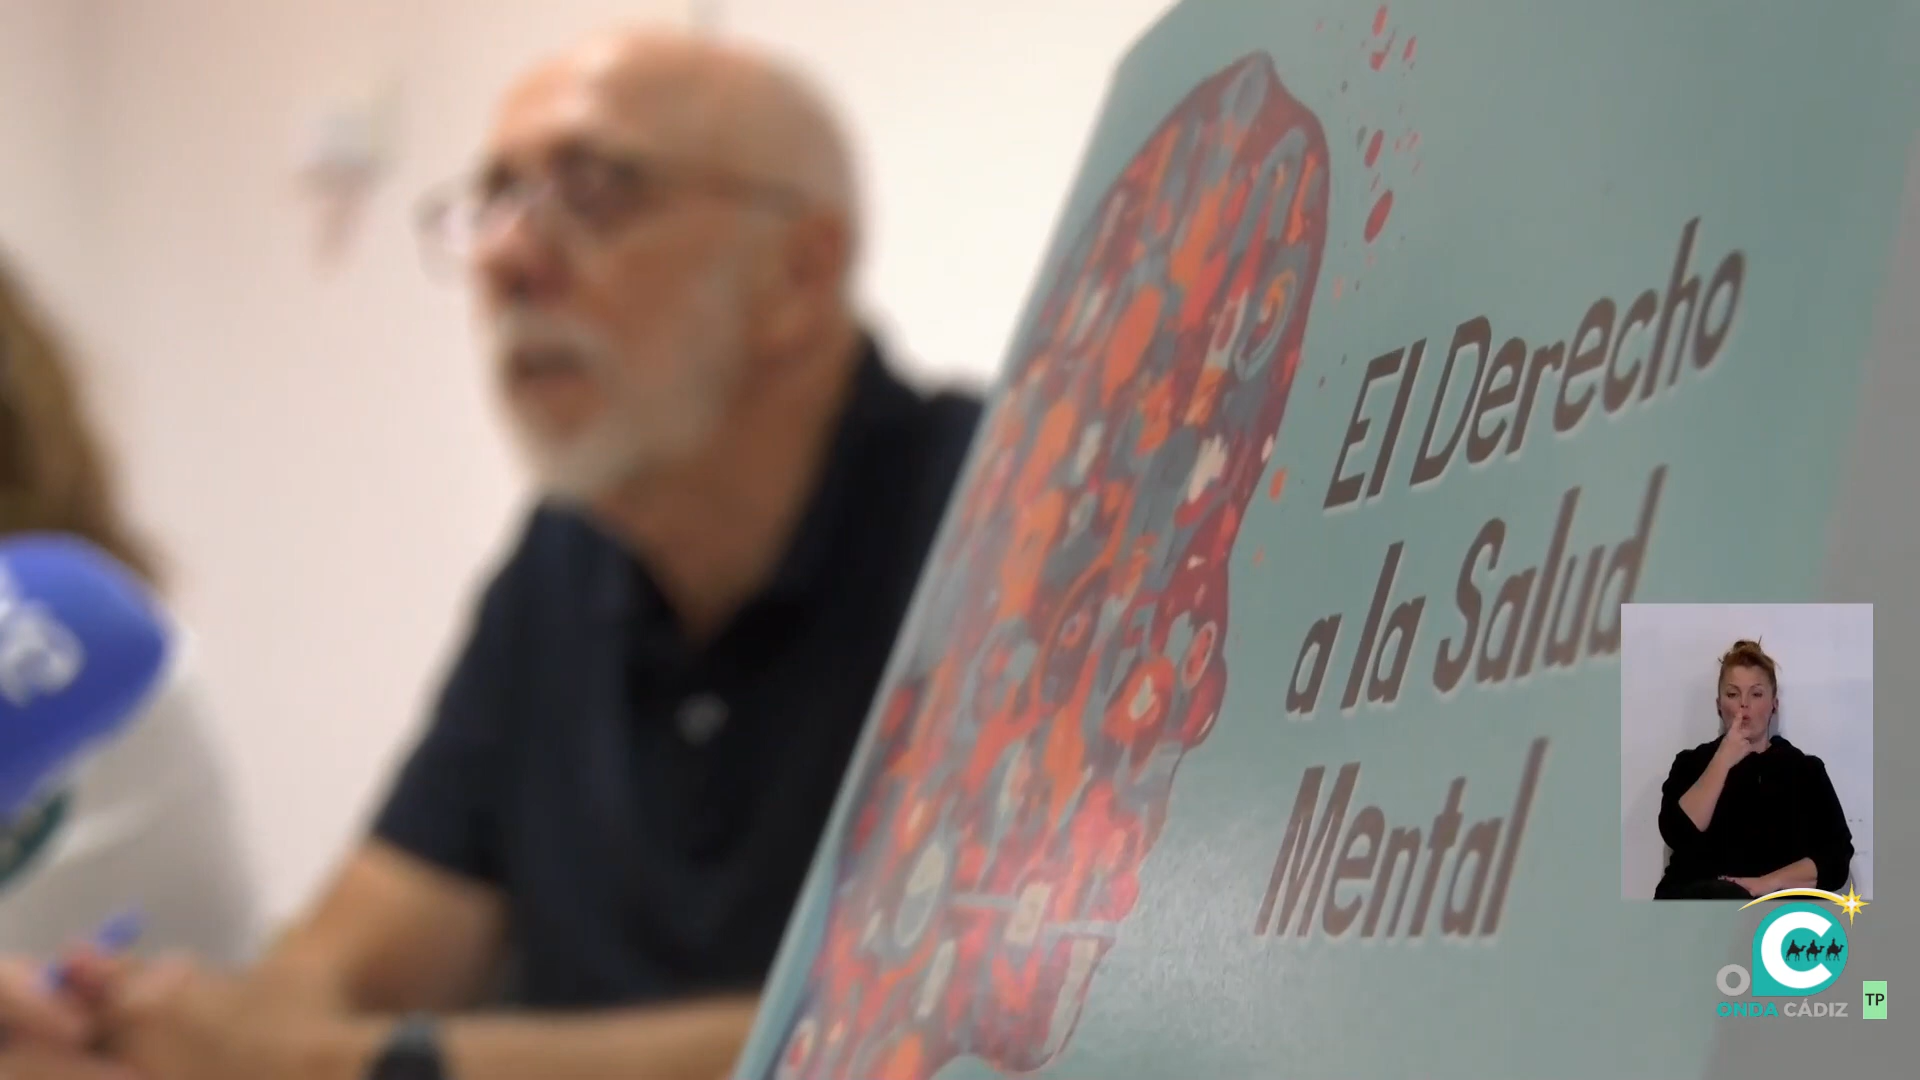 El Derecho
a la Salud
Mental
ONDA CÁDIZ
TP